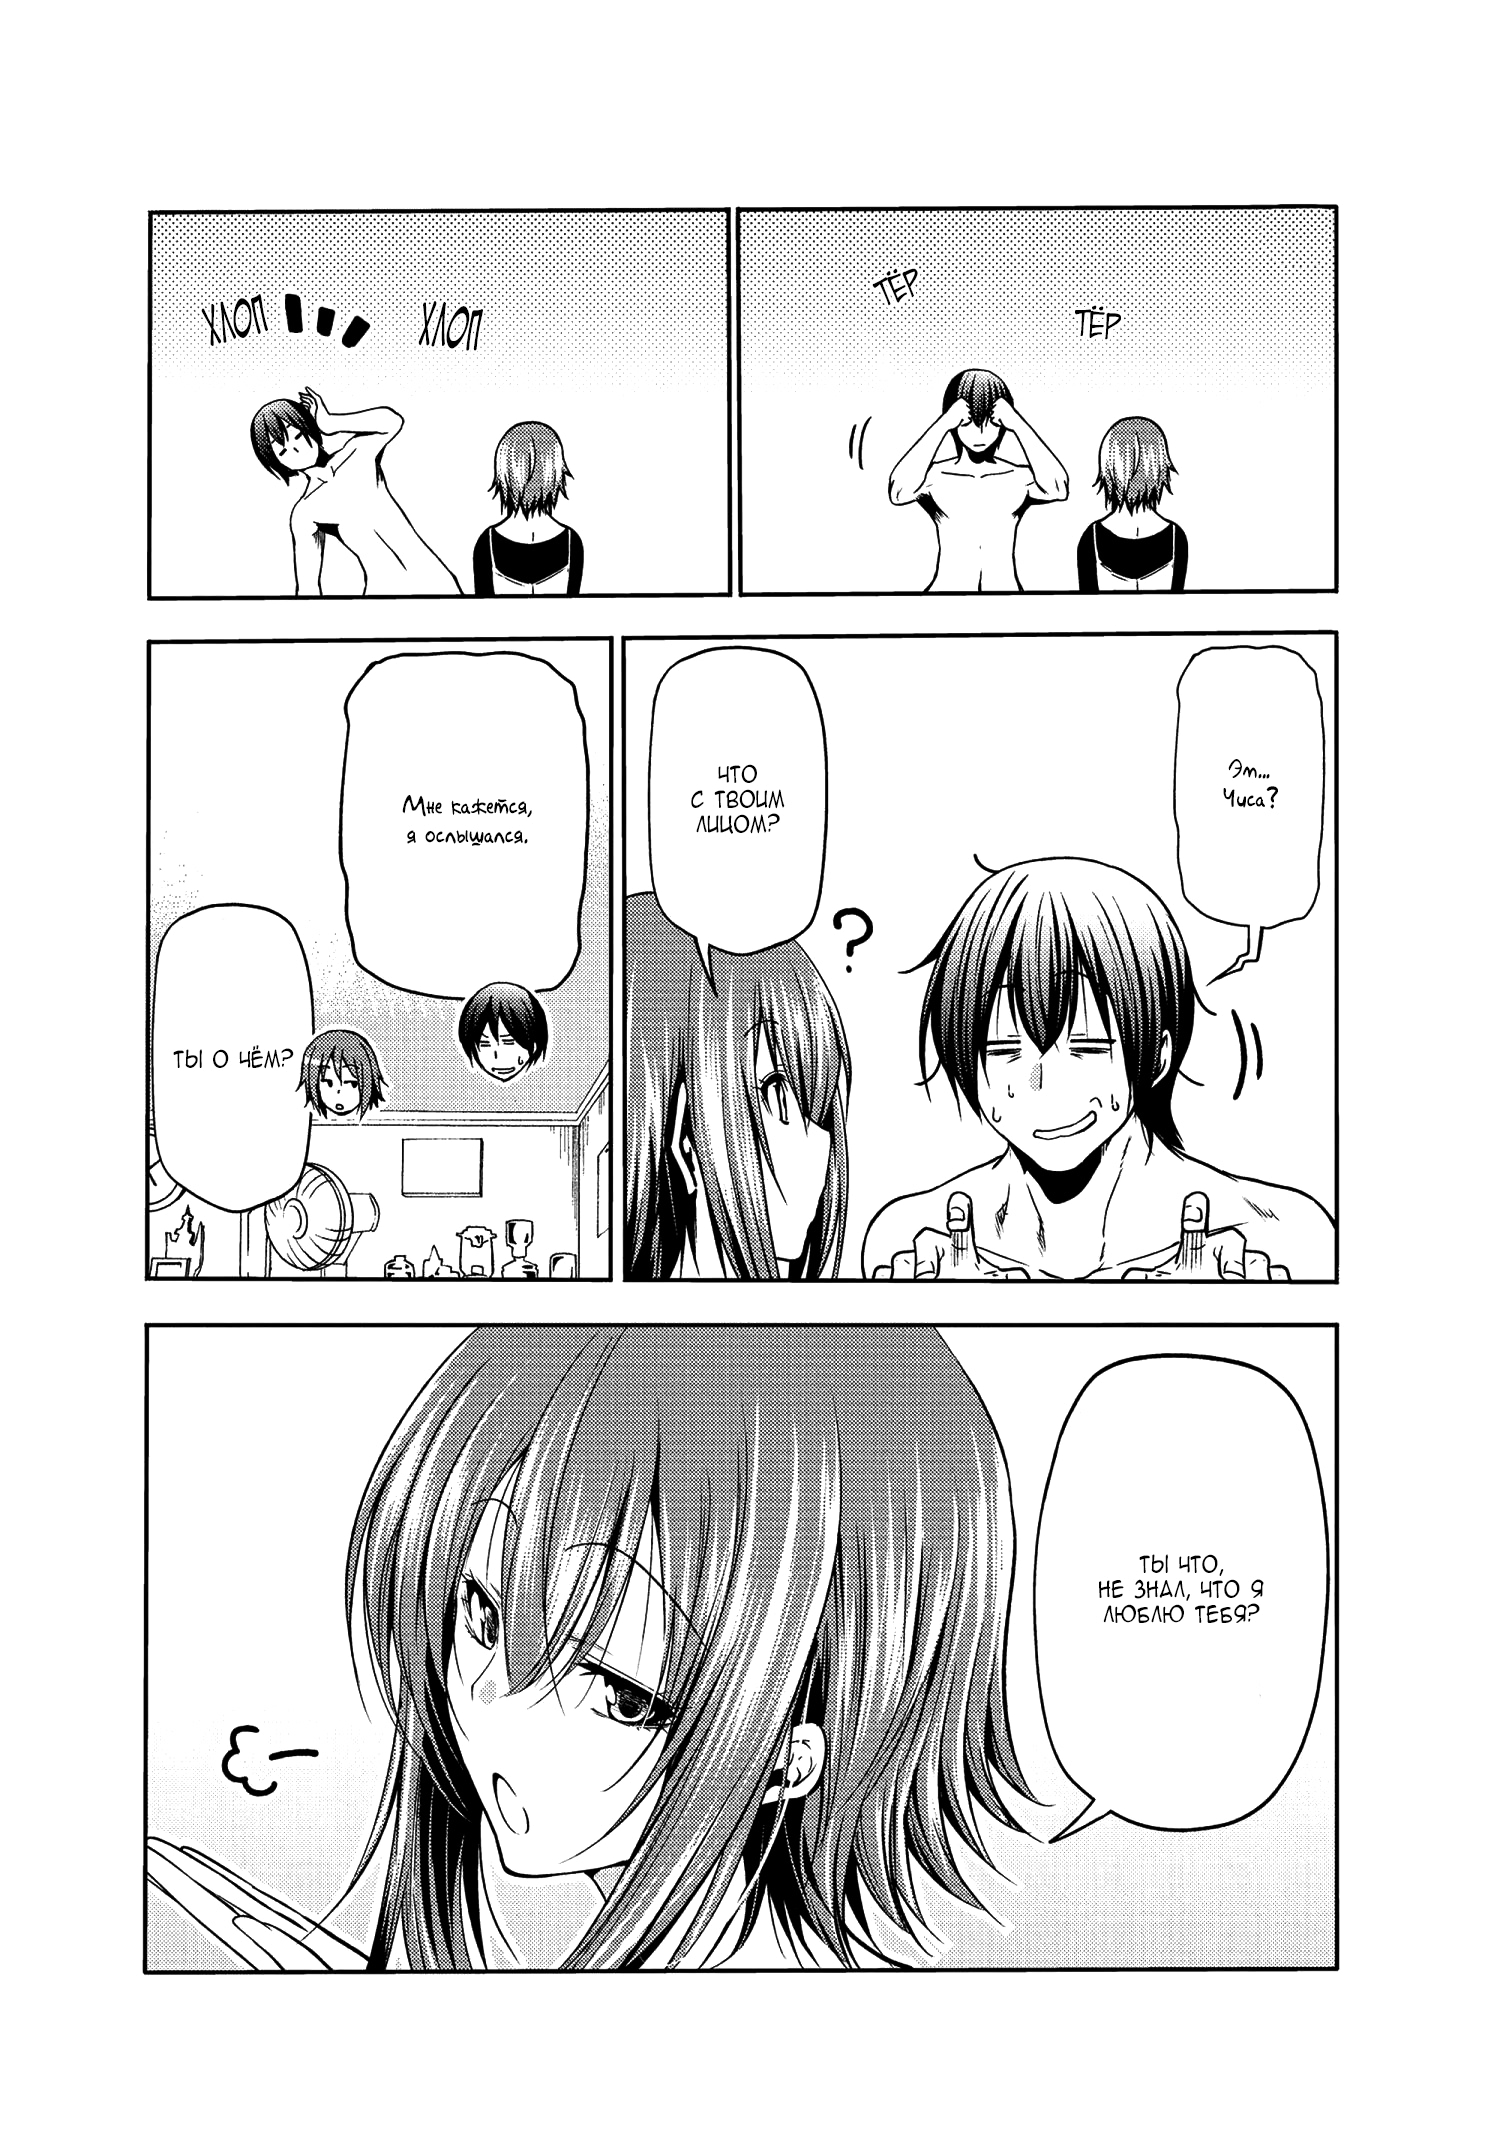 ТЁР
ТЁР
ХЛОП
ХЛОП
Эм...
Чиса?
ЧТО
С ТВОИМ
ЛИЦОМ?
Мне кажется,
я ослышался.
ТЫ О ЧЁМ?
ТЫ ЧТО,
НЕ ЗНАЛ, ЧТО Я
ЛЮБЛЮ ТЕБЯ?